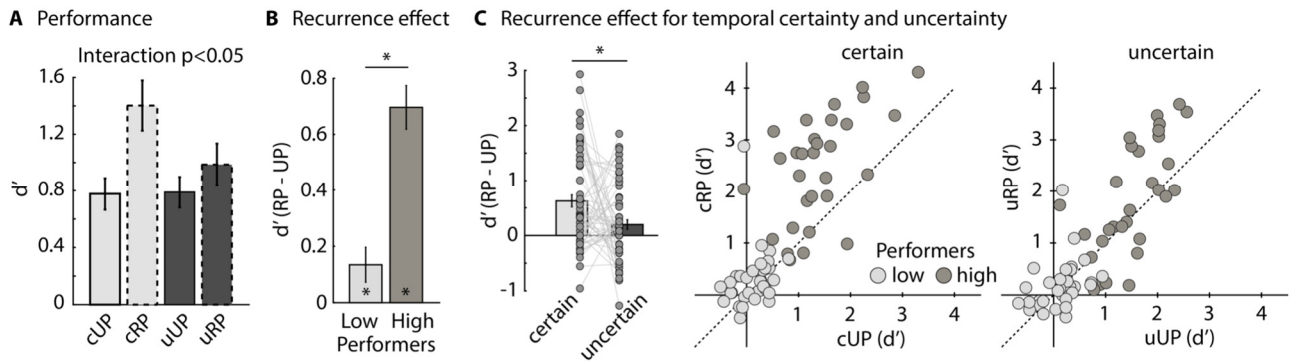 A Performance
Interaction p<0.05
d′
1.6
1.2
0.8
0.4
0
cUP
cRP
uUP
uRP
B Recurrence effect
*
d′ (RP - UP)
0.8
0.6
0.4
0.2
0
* *
Low High
Performers
C Recurrence effect for temporal certainty and uncertainty
*
d′ (RP - UP)
3
2
1
0
-1
certain
uncertain
certain
cRP (d′)
4
3
2
1
1 2 3 4
cUP (d′)
Performers
low high
uncertain
uRP (d′)
4
3
2
1
1 2 3 4
uUP (d′)